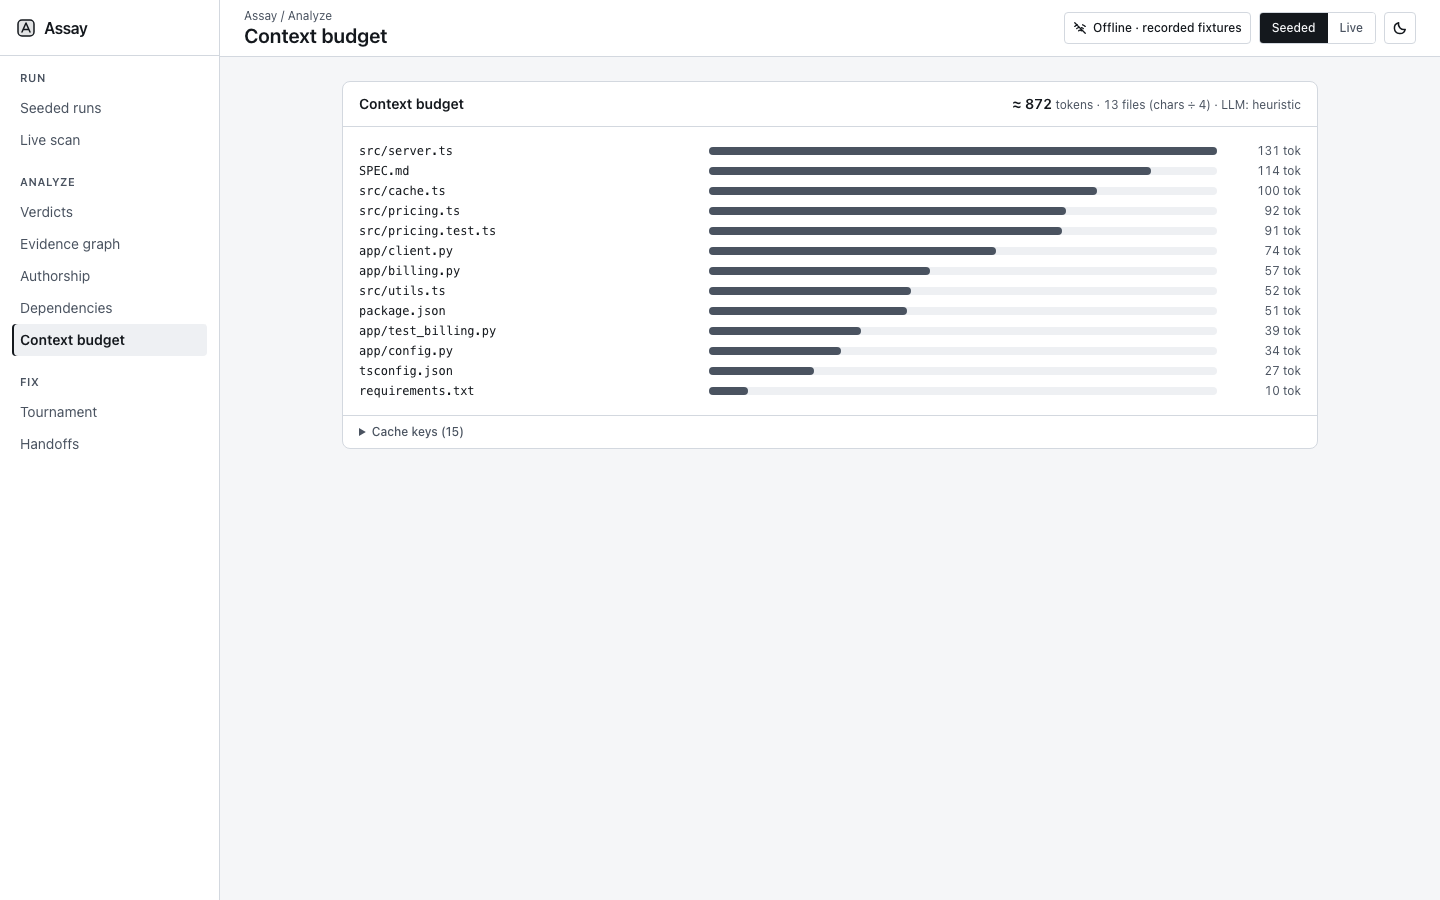 Assay
RUN
Seeded runs
Live scan
ANALYZE
Verdicts
Evidence graph
Authorship
Dependencies
Context budget
FIX
Tournament
Handoffs
Assay / Analyze
Context budget
Offline · recorded fixtures
Seeded
Live
Context budget
≈ 872 tokens · 13 files (chars ÷ 4) · LLM: heuristic
src/server.ts 131 tok
SPEC.md 114 tok
src/cache.ts 100 tok
src/pricing.ts 92 tok
src/pricing.test.ts 91 tok
app/client.py 74 tok
app/billing.py 57 tok
src/utils.ts 52 tok
package.json 51 tok
app/test_billing.py 39 tok
app/config.py 34 tok
tsconfig.json 27 tok
requirements.txt 10 tok
Cache keys (15)